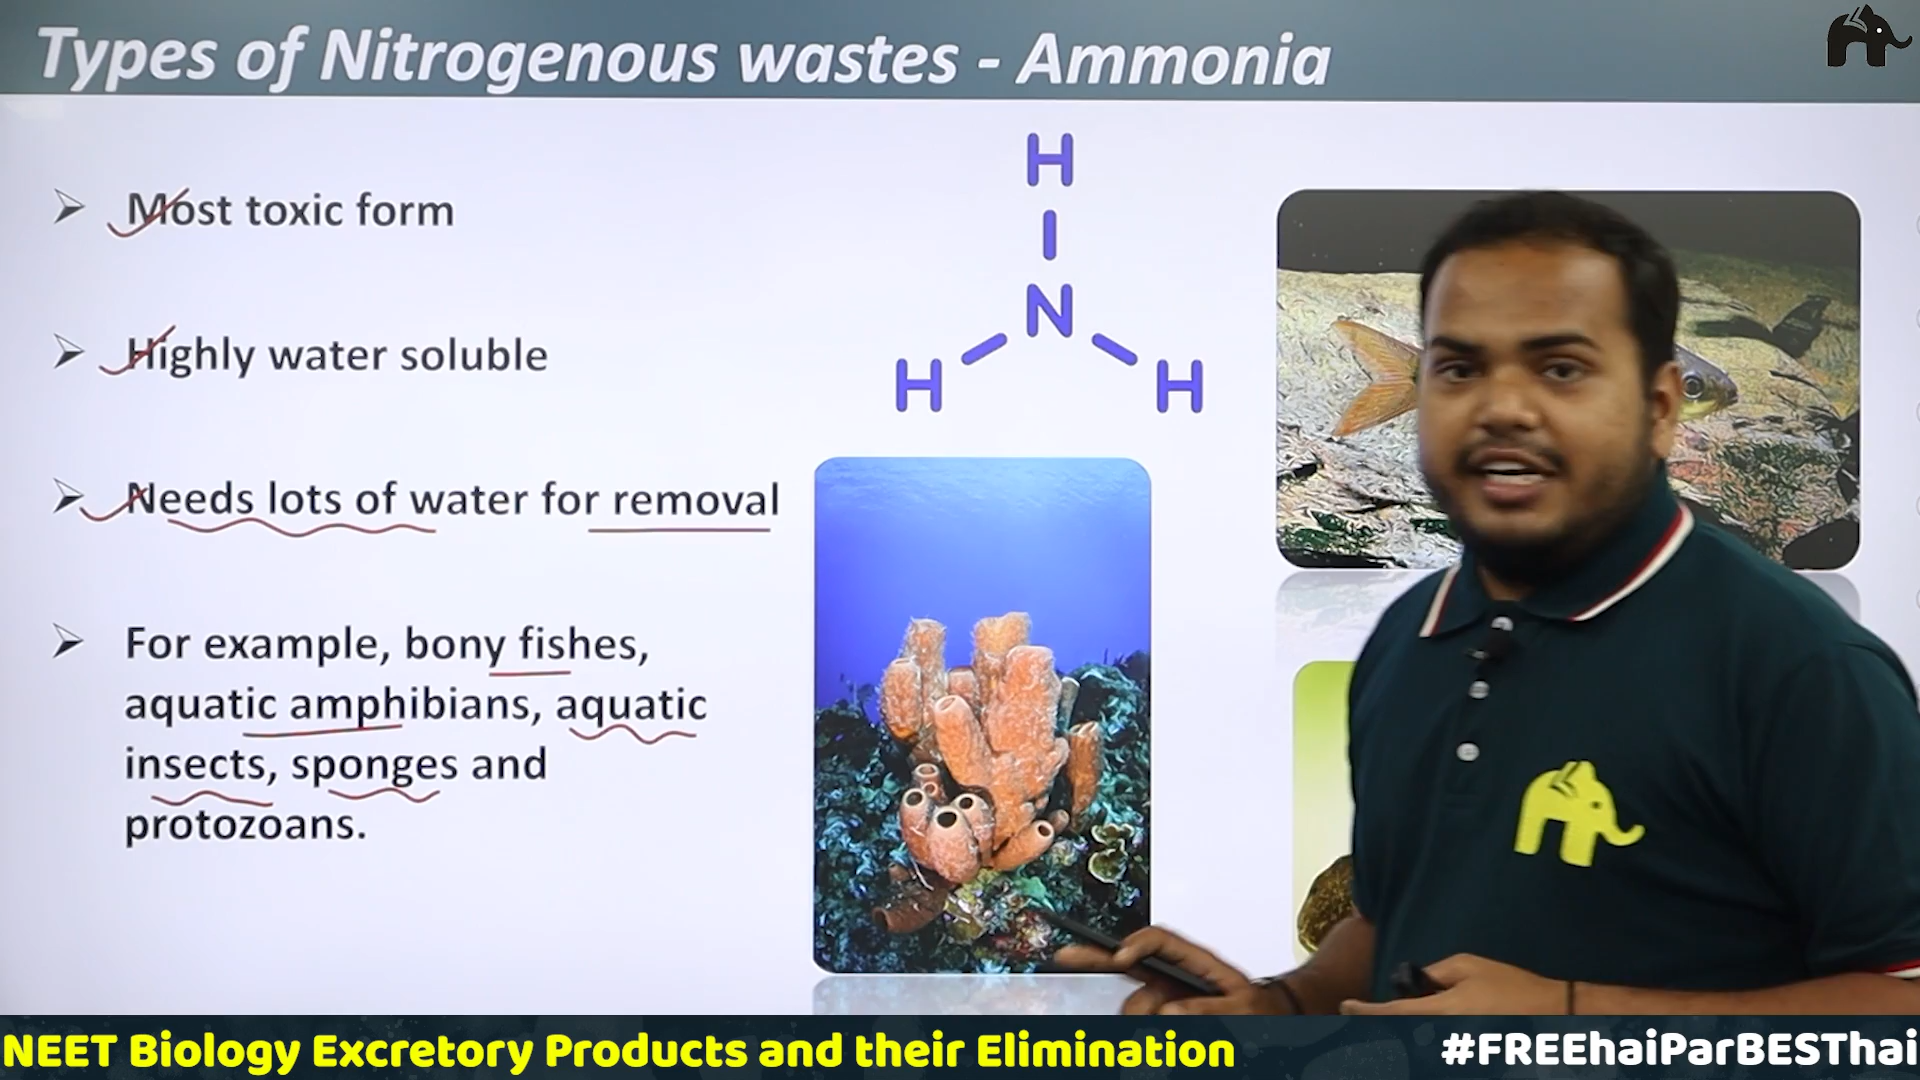 Types of Nitrogenous wastes - Ammonia
Most toxic form
Highly water soluble
Needs lots of water for removal
For example, bony fishes,
aquatic amphibians, aquatic
insects, sponges and
protozoans.
H
N
H
H
NEET Biology Excretory Products and their Elimination
#FREEhaiParBESThai